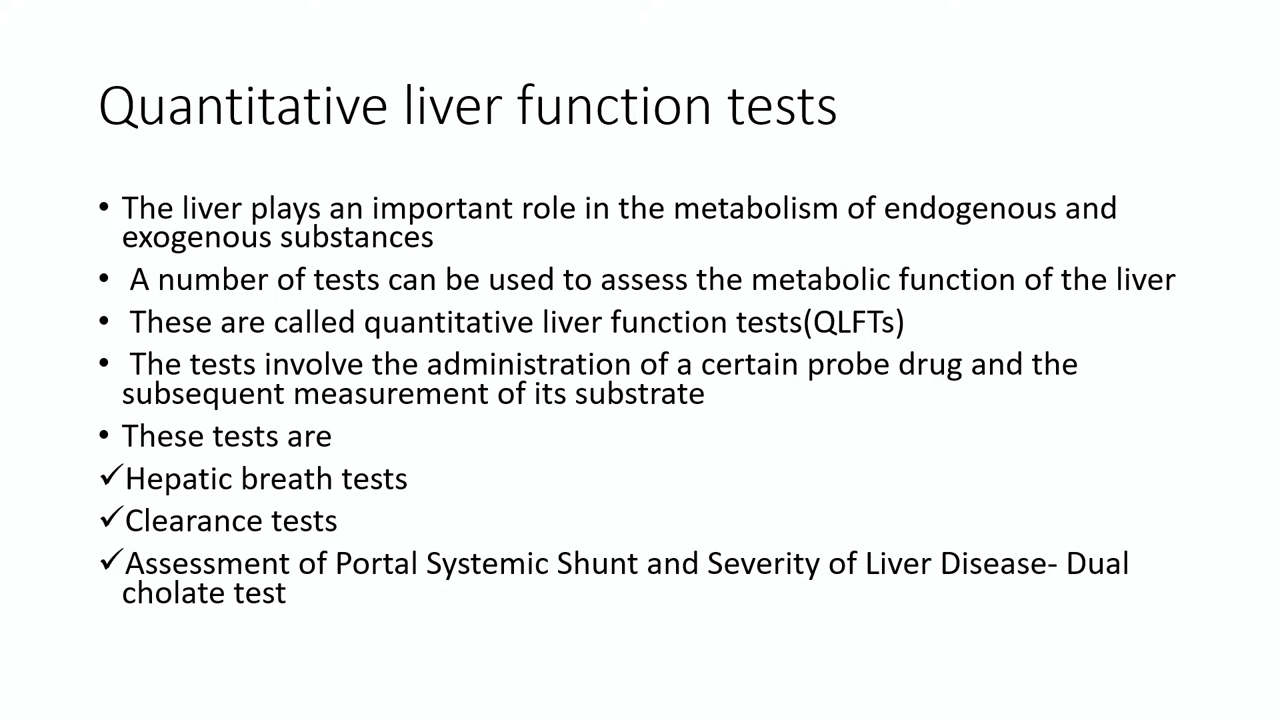 Quantitative liver function tests
• The liver plays an important role in the metabolism of endogenous and
exogenous substances
• A number of tests can be used to assess the metabolic function of the liver
• These are called quantitative liver function tests(QLFTs)
• The tests involve the administration of a certain probe drug and the
subsequent measurement of its substrate
• These tests are
✓Hepatic breath tests
✓Clearance tests
✓Assessment of Portal Systemic Shunt and Severity of Liver Disease- Dual
cholate test